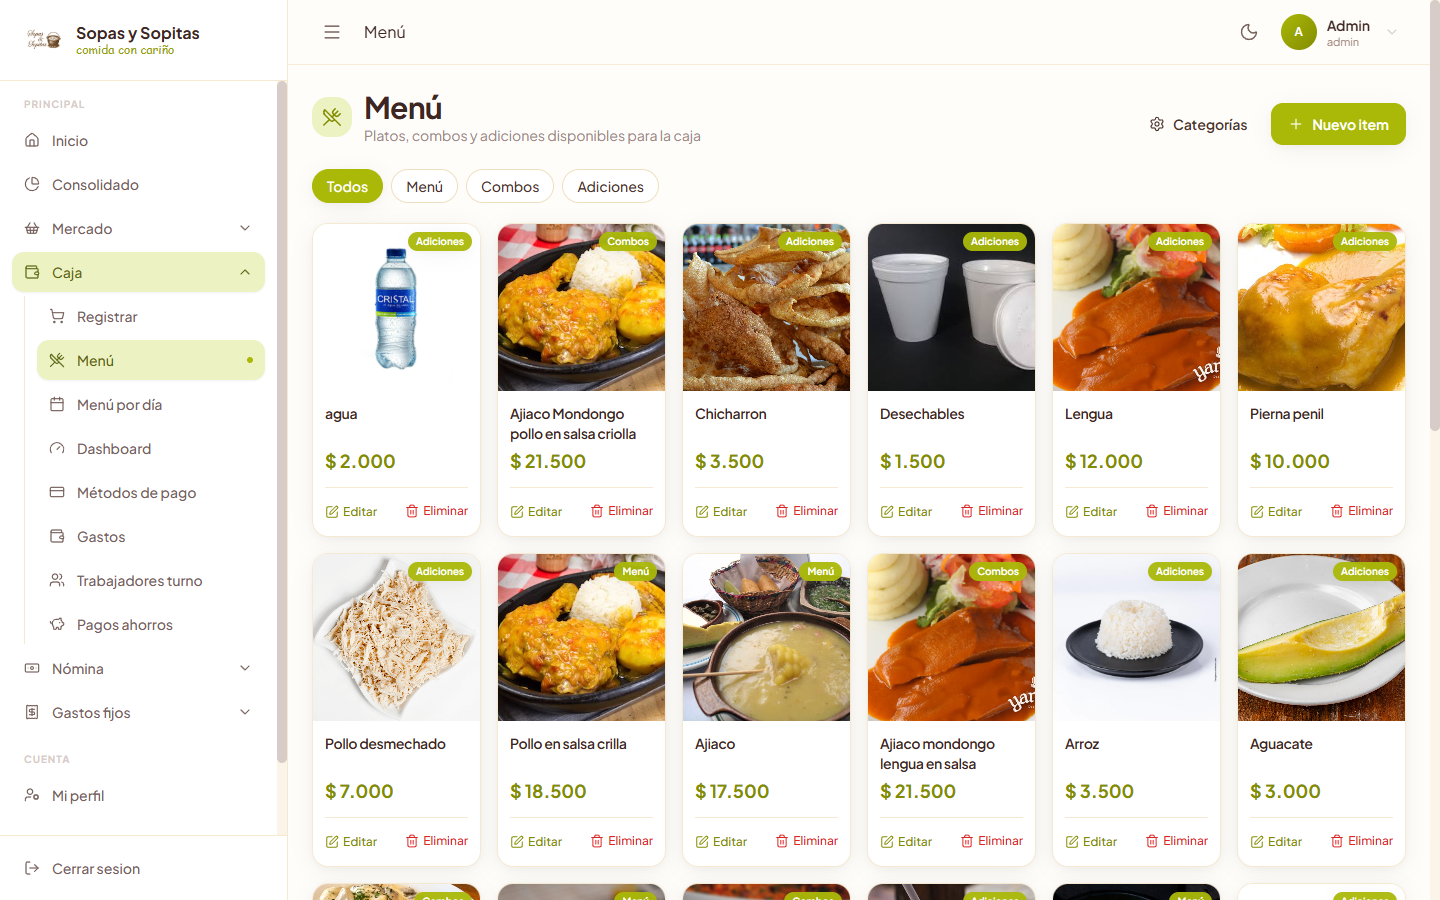 Sopas y Sopitas
comida con cariño
PRINCIPAL
Inicio
Consolidado
Mercado
Caja
Registrar
Menú
Menú por día
Dashboard
Métodos de pago
Gastos
Trabajadores turno
Pagos ahorros
Nómina
Gastos fijos
CUENTA
Mi perfil
Cerrar sesion
Menú
A
Admin
admin
Menú
Platos, combos y adiciones disponibles para la caja
Categorías
Nuevo item
Todos
Menú
Combos
Adiciones
Adiciones
CRISTAL
agua
$ 2.000
Editar
Eliminar
Combos
Ajiaco Mondongo
pollo en salsa criolla
$ 21.500
Editar
Eliminar
Adiciones
Chicharron
$ 3.500
Editar
Eliminar
Adiciones
Desechables
$ 1.500
Editar
Eliminar
Adiciones
Lengua
$ 12.000
Editar
Eliminar
Adiciones
Pierna penil
$ 10.000
Editar
Eliminar
Adiciones
Pollo desmechado
$ 7.000
Editar
Eliminar
Menú
Pollo en salsa crilla
$ 18.500
Editar
Eliminar
Menú
Ajiaco
$ 17.500
Editar
Eliminar
Combos
Ajiaco mondongo
lengua en salsa
$ 21.500
Editar
Eliminar
Adiciones
Arroz
$ 3.500
Editar
Eliminar
Adiciones
Aguacate
$ 3.000
Editar
Eliminar